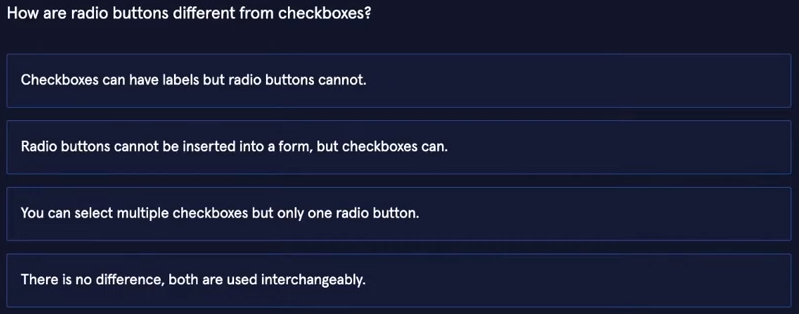 How are radio buttons different from checkboxes?
Checkboxes can have labels but radio buttons cannot.
Radio buttons cannot be inserted into a form, but checkboxes can.
You can select multiple checkboxes but only one radio button.
There is no difference, both are used interchangeably.